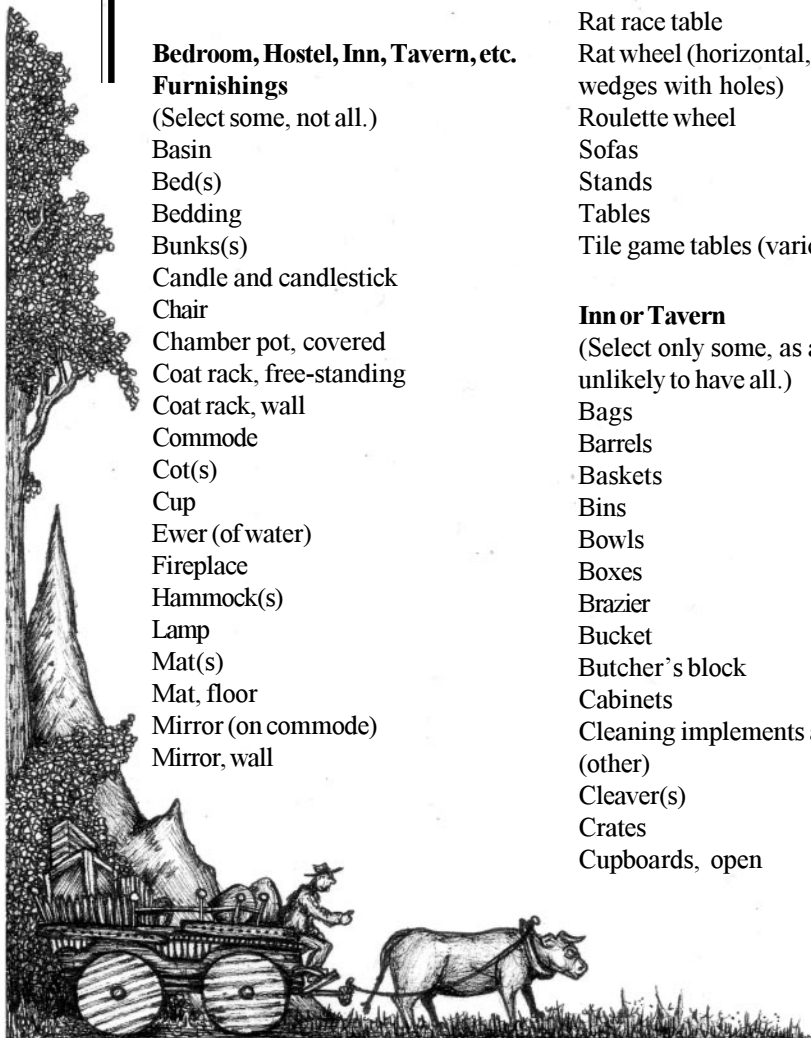 Bedroom, Hostel, Inn, Tavern, etc.
Furnishings
(Select some, not all.)
Basin
Bed(s)
Bedding
Bunks(s)
Candle and candlestick
Chair
Chamber pot, covered
Coat rack, free-standing
Coat rack, wall
Commode
Cot(s)
Cup
Ewer (of water)
Fireplace
Hammock(s)
Lamp
Mat(s)
Mat, floor
Mirror (on commode)
Mirror, wall
Rat race table
Rat wheel (horizontal,
wedges with holes)
Roulette wheel
Sofas
Stands
Tables
Tile game tables
Inn or Tavern
(Select only some, as
unlikely to have all.)
Bags
Barrels
Baskets
Bins
Bowls
Boxes
Brazier
Bucket
Butcher’s block
Cabinets
Cleaning implements
(other)
Cleaver(s)
Crates
Cupboards, open